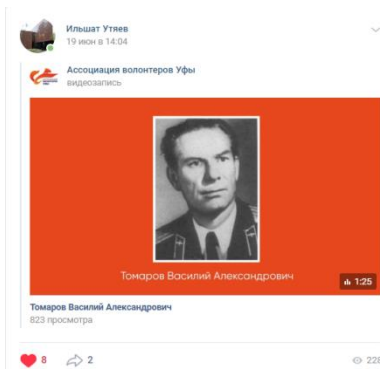 Ильшат Утяев
19 июн в 14:04
Ассоциация волонтеров Уфы
видеозапись
Томаров Василий Александрович
1:25
Томаров Василий Александрович
823 просмотра
8 2 228